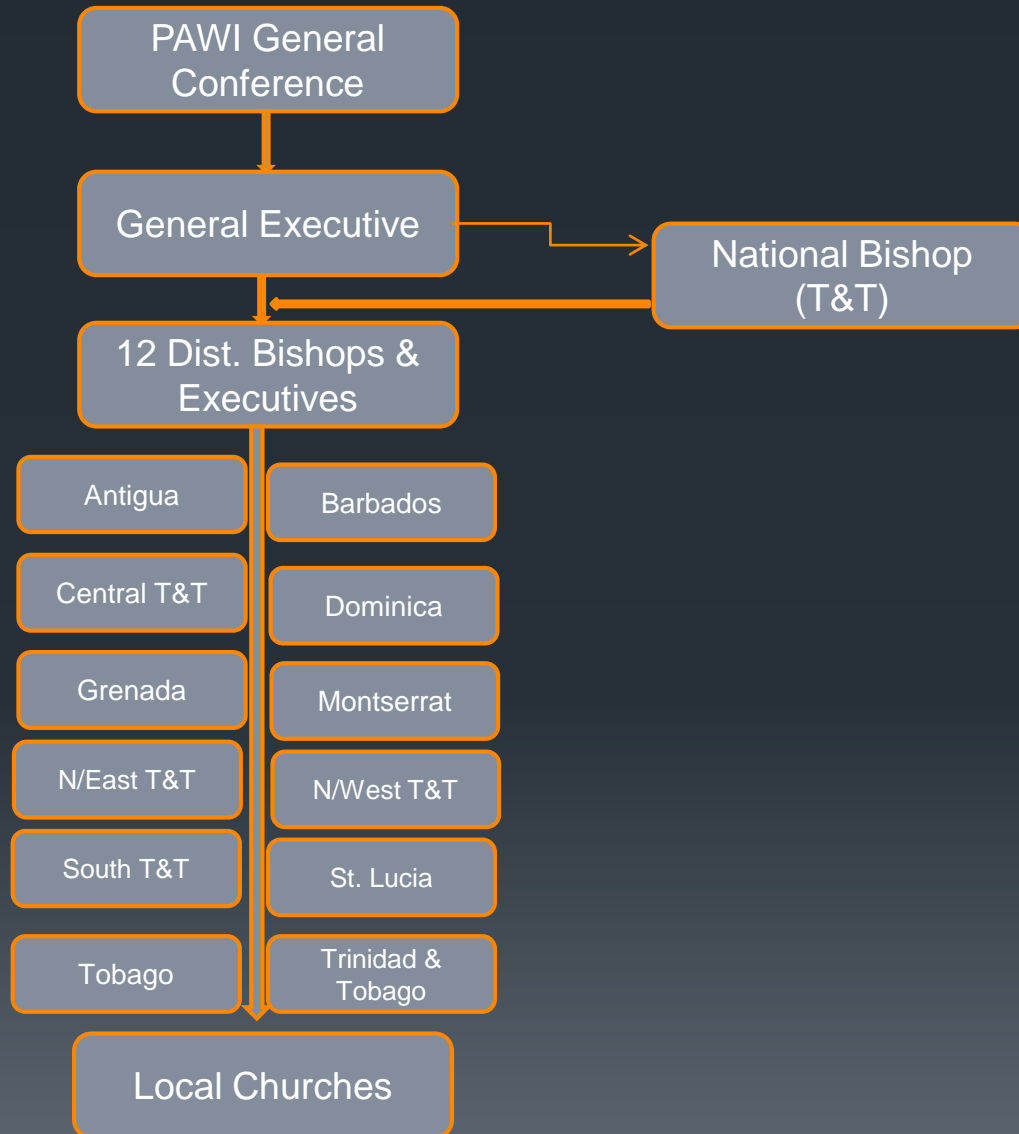 PAWI General
Conference
General Executive
National Bishop
(T&T)
12 Dist. Bishops &
Executives
Antigua
Barbados
Central T&T
Dominica
Grenada
Montserrat
N/East T&T
N/West T&T
South T&T
St. Lucia
Tobago
Trinidad &
Tobago
Local Churches